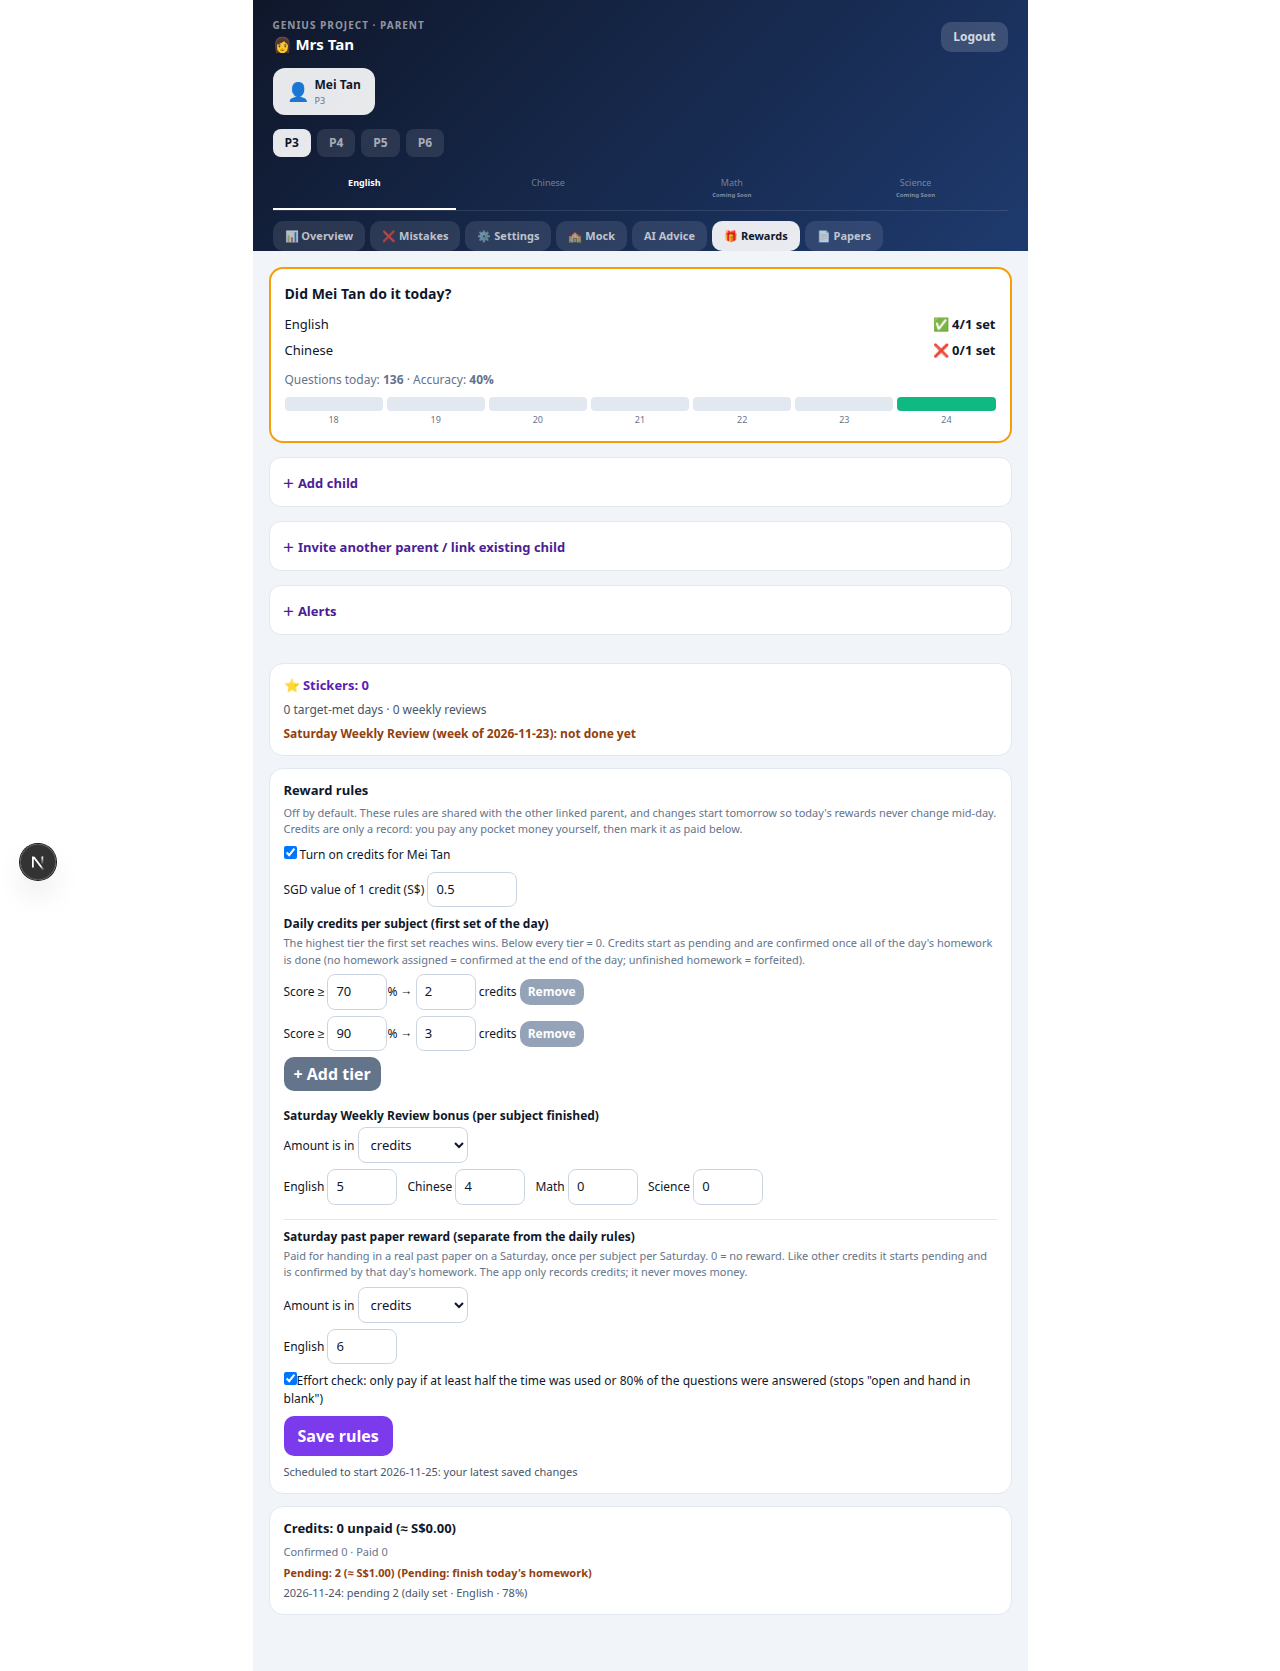 GENIUS PROJECT · PARENT
👩 Mrs Tan
Logout
Mei Tan
P3
P3 P4 P5 P6
English Chinese Math Science
Coming Soon Coming Soon
📊 Overview ❌ Mistakes ⚙️ Settings 🏫 Mock AI Advice 🎁 Rewards 📄 Papers
Did Mei Tan do it today?
English ✅ 4/1 set
Chinese ❌ 0/1 set
Questions today: 136 · Accuracy: 40%
18 19 20 21 22 23 24
+ Add child
+ Invite another parent / link existing child
+ Alerts
⭐ Stickers: 0
0 target-met days · 0 weekly reviews
Saturday Weekly Review (week of 2026-11-23): not done yet
Reward rules
Off by default. These rules are shared with the other linked parent, and changes start tomorrow so today's rewards never change mid-day.
Credits are only a record: you pay any pocket money yourself, then mark it as paid below.
Turn on credits for Mei Tan
SGD value of 1 credit (S$) 0.5
Daily credits per subject (first set of the day)
The highest tier the first set reaches wins. Below every tier = 0. Credits start as pending and are confirmed once all of the day's homework
is done (no homework assigned = confirmed at the end of the day; unfinished homework = forfeited).
Score ≥ 70 % → 2 credits Remove
Score ≥ 90 % → 3 credits Remove
+ Add tier
Saturday Weekly Review bonus (per subject finished)
Amount is in credits
English 5 Chinese 4 Math 0 Science 0
Saturday past paper reward (separate from the daily rules)
Paid for handing in a real past paper on a Saturday, once per subject per Saturday. 0 = no reward. Like other credits it starts pending and
is confirmed by that day's homework. The app only records credits; it never moves money.
Amount is in credits
English 6
Effort check: only pay if at least half the time was used or 80% of the questions were answered (stops "open and hand in
blank")
Save rules
Scheduled to start 2026-11-25: your latest saved changes
Credits: 0 unpaid (≈ S$0.00)
Confirmed 0 · Paid 0
Pending: 2 (≈ S$1.00) (Pending: finish today's homework)
2026-11-24: pending 2 (daily set · English · 78%)
N